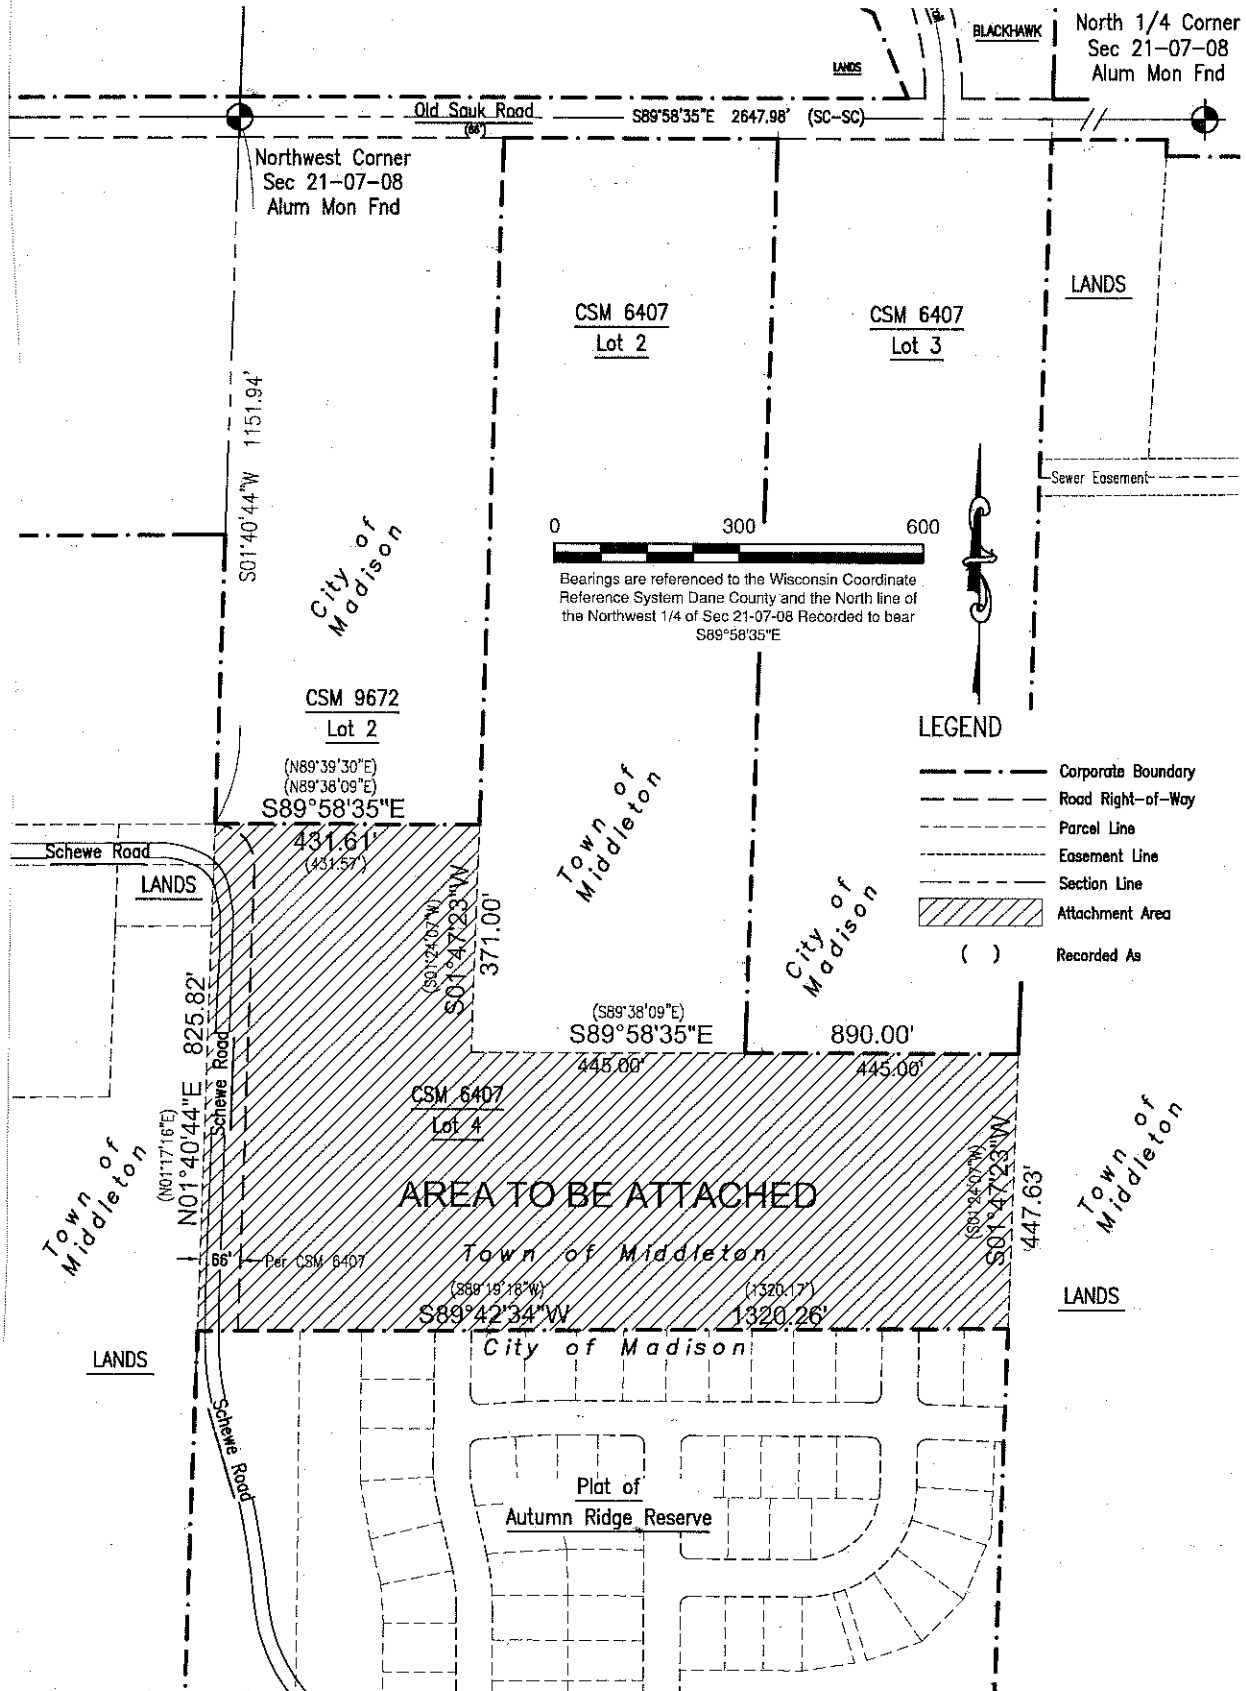 BLACKHAWK
North 1/4 Corner
Sec 21-07-08
Alum Mon Fnd
LANDS
Old Sauk Road
(66')
S89°58'35"E 2647.98' (SC-SC)
Northwest Corner
Sec 21-07-08
Alum Mon Fnd
LANDS
CSM 6407
Lot 2
CSM 6407
Lot 3
S01°40'44"W 1151.94'
Sewer Easement
City of
Madison
0 300 600
Bearings are referenced to the Wisconsin Coordinate
Reference System Dane County and the North line of
the Northwest 1/4 of Sec 21-07-08 Recorded to bear
S89°58'35"E
CSM 9672
Lot 2
(N89°39'30"E)
(N89°38'09"E)
S89°58'35"E
431.61'
(431.57')
LEGEND
Corporate Boundary
Road Right-of-Way
Parcel Line
Easement Line
Section Line
Attachment Area
( ) Recorded As
Town of
Middleton
Schewe Road
LANDS
(S01°24'07"W)
S01°47'23"W
371.00'
City of
Madison
(S89°38'09"E)
S89°58'35"E 890.00'
445.00' 445.00'
(N01°17'16"E)
N01°40'44"E 825.82'
Schewe Road
CSM 6407
Lot 4
Town of
Middleton
AREA TO BE ATTACHED
(S01°24'07"W)
S01°47'23"W
447.63'
Town of
Middleton
66' Per CSM 6407
Town of Middleton
(S89°19'18"W) (1320.17')
S89°42'34"W 1320.26'
LANDS
City of Madison
LANDS
Schewe Road
Plat of
Autumn Ridge Reserve